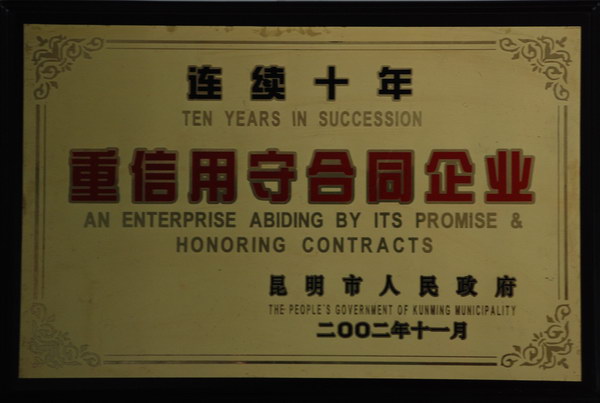 连续十年
TEN YEARS IN SUCCESSION
重信用守合同企业
AN ENTERPRISE ABIDING BY ITS PROMISE &
HONORING CONTRACTS
昆明市人民政府
THE PEOPLE'S GOVERNMENT OF KUNMING MUNICIPALITY
二〇〇二年十一月